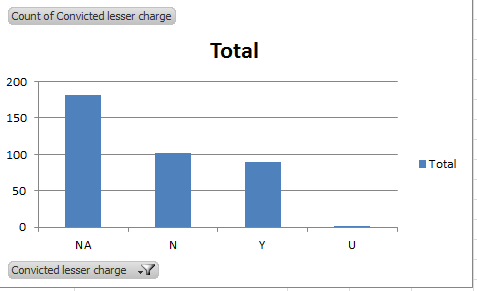 Count of Convicted lesser charge
Total
200
150
100
50
0
NA N Y U
Total
Convicted lesser charge